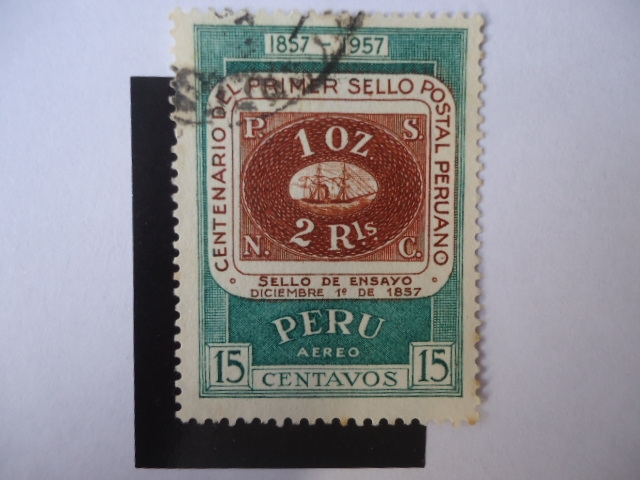 1857 - 1957
CENTENARIO DEL PRIMER SELLO POSTAL PERUANO
P. S.
1 OZ
2 Rls
N. C.
SELLO DE ENSAYO
DICIEMBRE 1º DE 1857
PERU
AEREO
15 CENTAVOS 15